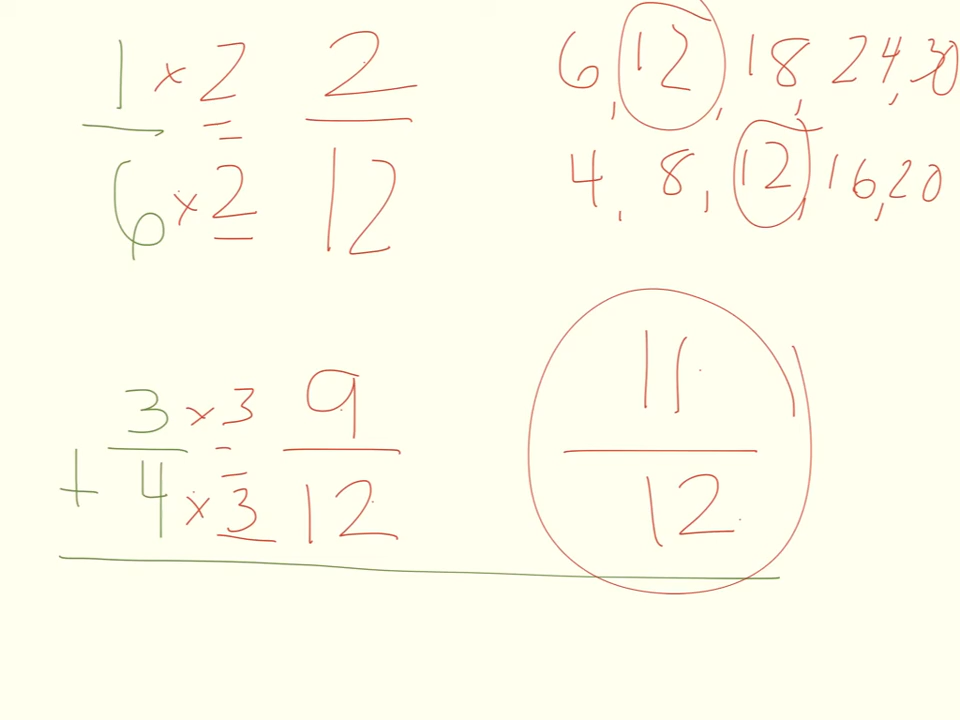 1 × 2 = 2
6 × 2 = 12
6, 12, 18, 24, 30
4, 8, 12, 16, 20
3 × 3 = 9
+ 4 × 3 = 12
11
12